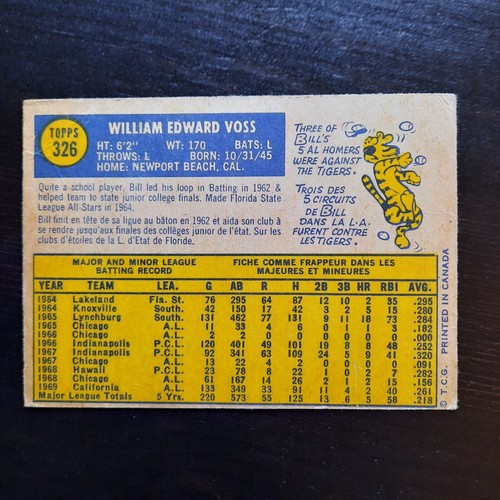 TOPPS
326
WILLIAM EDWARD VOSS
HT: 6'2" WT: 170 BATS: L
THROWS: L BORN: 10/31/45
HOME: NEWPORT BEACH, CAL.
Quite a school player, Bill led his loop in Batting in 1962 &
helped team to state junior college finals. Made Florida State
League All-Stars in 1964.
Bill finit en tête de sa ligue au bâton en 1962 et aida son club à
se rendre jusqu'aux finales des collèges junior de l'état. Sur les
clubs d'étoiles de la L. d'Etat de Floride.
THREE OF
BILL'S
5 AL HOMERS
WERE AGAINST
THE TIGERS.
TROIS DES
5 CIRCUITS
DE BILL
DANS LA L.A.
FURENT CONTRE
LES TIGERS.
MAJOR AND MINOR LEAGUE
BATTING RECORD
FICHE COMME FRAPPEUR DANS LES
MAJEURES ET MINEURES
YEAR TEAM LEA. G AB R H 2B 3B HR RBI AVG.
1964 Lakeland Fla. St. 76 295 64 87 12 10 2 35 .295
1964 Knoxville South. 42 150 17 42 3 2 0 15 .280
1965 Lynchburg South. 131 462 77 131 9 11 18 73 .284
1965 Chicago A.L. 11 33 4 6 0 1 1 3 .182
1966 Chicago A.L. 2 2 0 0 0 0 0 0 .000
1966 Indianapolis P.C.L. 120 401 49 101 19 8 8 48 .252
1967 Indianapolis P.C.L. 92 341 64 109 24 5 9 41 .320
1967 Chicago A.L. 13 22 4 2 0 0 0 0 .091
1968 Hawaii P.C.L. 23 78 8 22 1 0 2 10 .282
1968 Chicago A.L. 61 167 14 26 2 1 2 15 .156
1969 California A.L. 133 349 33 91 11 4 2 40 .261
Major League Totals 5 Yrs. 220 573 55 125 13 6 5 58 .218
© T.C.G. PRINTED IN CANADA